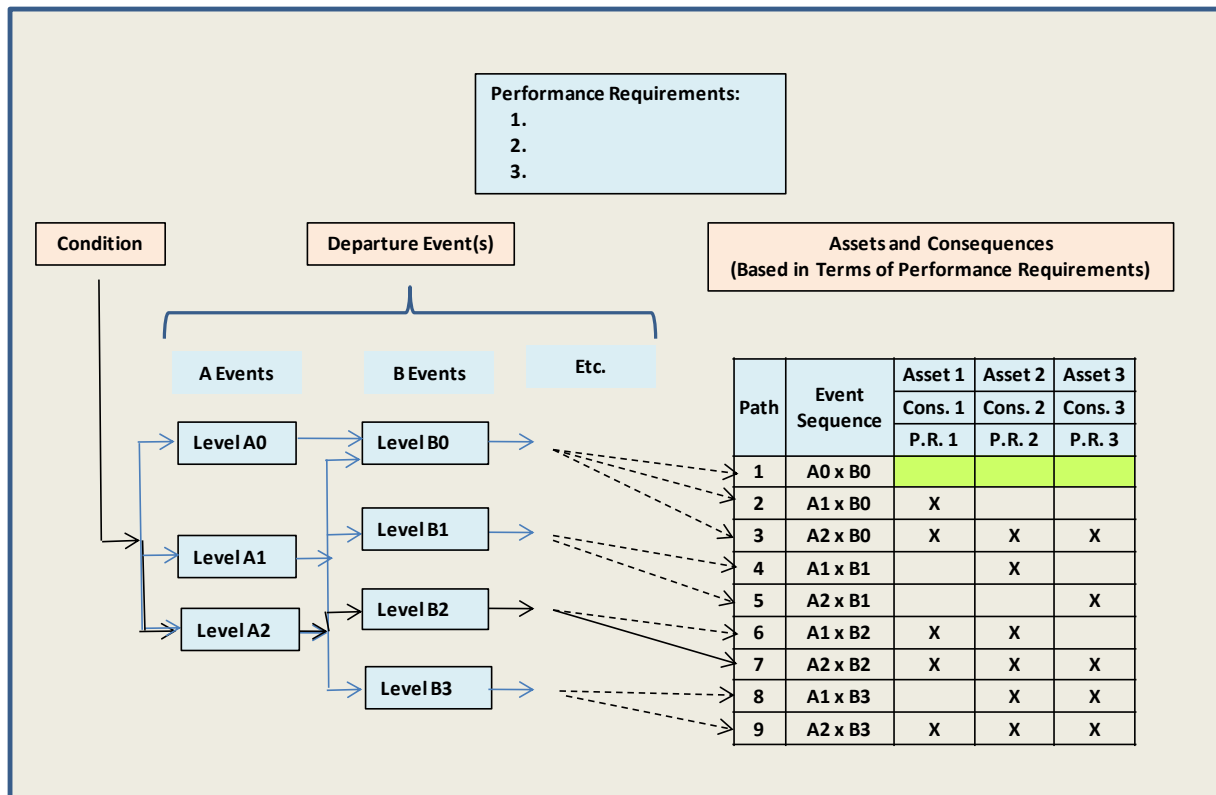 Performance Requirements:
1.
2.
3.
Condition
Departure Event(s)
Assets and Consequences
(Based in Terms of Performance Requirements)
A Events
B Events
Etc.
Level A0
Level A1
Level A2
Level B0
Level B1
Level B2
Level B3
Path Event Sequence Asset 1 Asset 2 Asset 3
Cons. 1 Cons. 2 Cons. 3
P.R. 1 P.R. 2 P.R. 3
1 A0 x B0
2 A1 x B0 X
3 A2 x B0 X X X
4 A1 x B1 X
5 A2 x B1 X
6 A1 x B2 X X
7 A2 x B2 X X X
8 A1 x B3 X X
9 A2 x B3 X X X